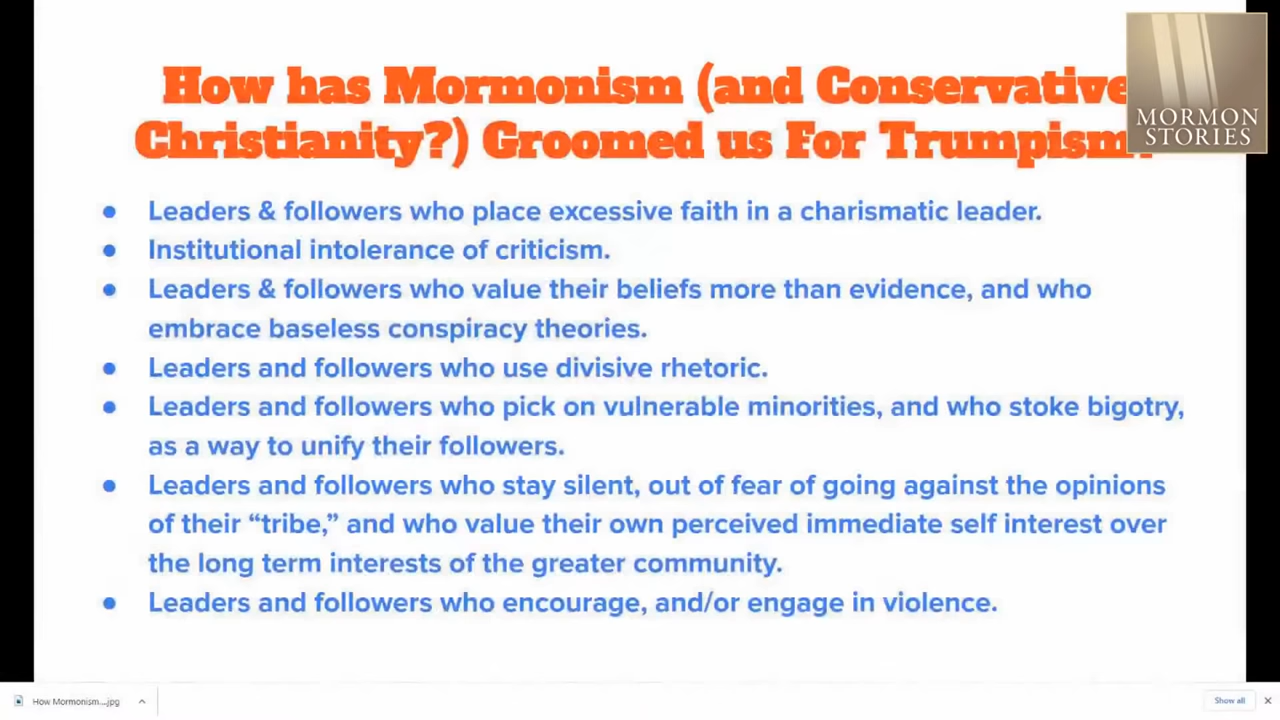 How has Mormonism (and Conservative
Christianity?) Groomed us For Trumpism
MORMON
STORIES
● Leaders & followers who place excessive faith in a charismatic leader.
● Institutional intolerance of criticism.
● Leaders & followers who value their beliefs more than evidence, and who
embrace baseless conspiracy theories.
● Leaders and followers who use divisive rhetoric.
● Leaders and followers who pick on vulnerable minorities, and who stoke bigotry,
as a way to unify their followers.
● Leaders and followers who stay silent, out of fear of going against the opinions
of their “tribe,” and who value their own perceived immediate self interest over
the long term interests of the greater community.
● Leaders and followers who encourage, and/or engage in violence.
How Mormonism....jpg
Show all